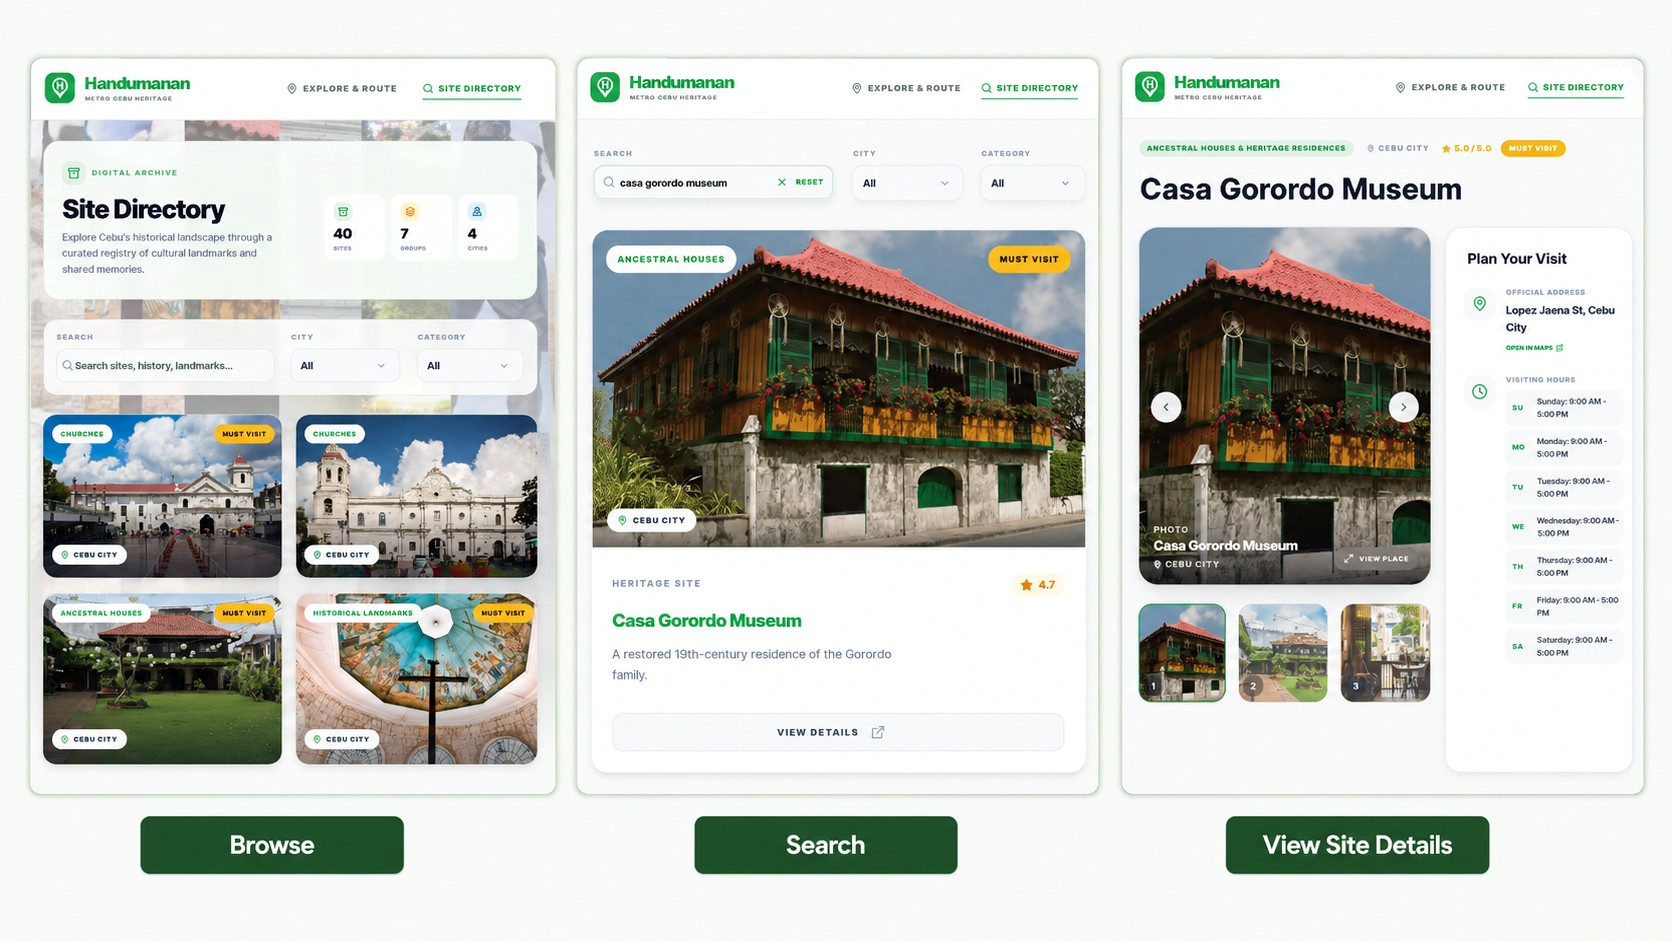 Handumanan
METRO CEBU HERITAGE
EXPLORE & ROUTE
SITE DIRECTORY
DIGITAL ARCHIVE
Site Directory
Explore Cebu's historical landscape through a
curated registry of cultural landmarks and
shared memories.
40
SITES
7
GROUPS
4
CITIES
SEARCH
CITY
CATEGORY
Search sites, history, landmarks...
All
All
CHURCHES
MUST VISIT
CEBU CITY
CHURCHES
CEBU CITY
ANCESTRAL HOUSES
MUST VISIT
CEBU CITY
HISTORICAL LANDMARKS
MUST VISIT
CEBU CITY
Browse
Handumanan
METRO CEBU HERITAGE
EXPLORE & ROUTE
SITE DIRECTORY
SEARCH
CITY
CATEGORY
casa gorordo museum
RESET
All
All
ANCESTRAL HOUSES
MUST VISIT
CEBU CITY
HERITAGE SITE
4.7
Casa Gorordo Museum
A restored 19th-century residence of the Gorordo
family.
VIEW DETAILS
Search
Handumanan
METRO CEBU HERITAGE
EXPLORE & ROUTE
SITE DIRECTORY
ANCESTRAL HOUSES & HERITAGE RESIDENCES
CEBU CITY
5.0 / 5.0
MUST VISIT
Casa Gorordo Museum
PHOTO
Casa Gorordo Museum
CEBU CITY
VIEW PLACE
1
2
3
Plan Your Visit
OFFICIAL ADDRESS
Lopez Jaena St, Cebu
City
OPEN IN MAPS
VISITING HOURS
SU
Sunday: 9:00 AM -
5:00 PM
MO
Monday: 9:00 AM -
5:00 PM
TU
Tuesday: 9:00 AM -
5:00 PM
WE
Wednesday: 9:00 AM -
5:00 PM
TH
Thursday: 9:00 AM -
5:00 PM
FR
Friday: 9:00 AM - 5:00
PM
SA
Saturday: 9:00 AM -
5:00 PM
View Site Details